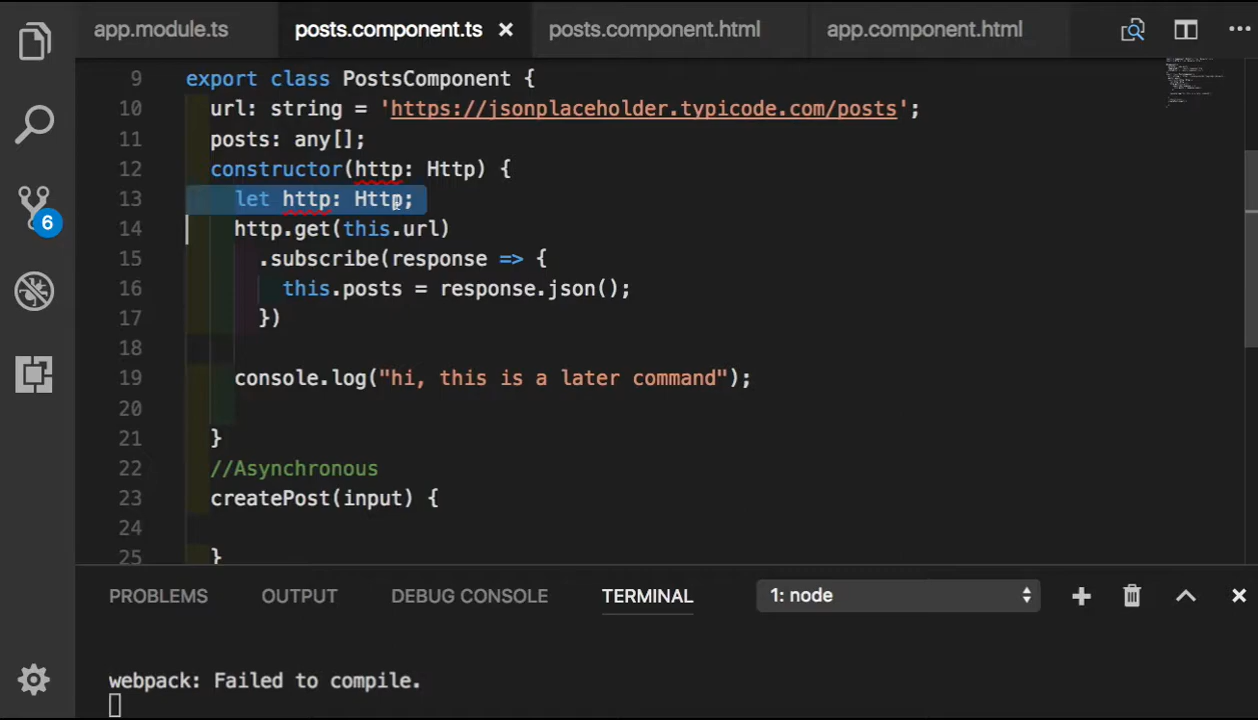 app.module.ts posts.component.ts × posts.component.html app.component.html
9 export class PostsComponent {
10 url: string = 'https://jsonplaceholder.typicode.com/posts';
11 posts: any[];
12 constructor(http: Http) {
13 let http: Http;
14 http.get(this.url)
15 .subscribe(response => {
16 this.posts = response.json();
17 })
18
19 console.log("hi, this is a later command");
20
21 }
22 //Asynchronous
23 createPost(input) {
24
25 }
6
PROBLEMS OUTPUT DEBUG CONSOLE TERMINAL 1: node
webpack: Failed to compile.